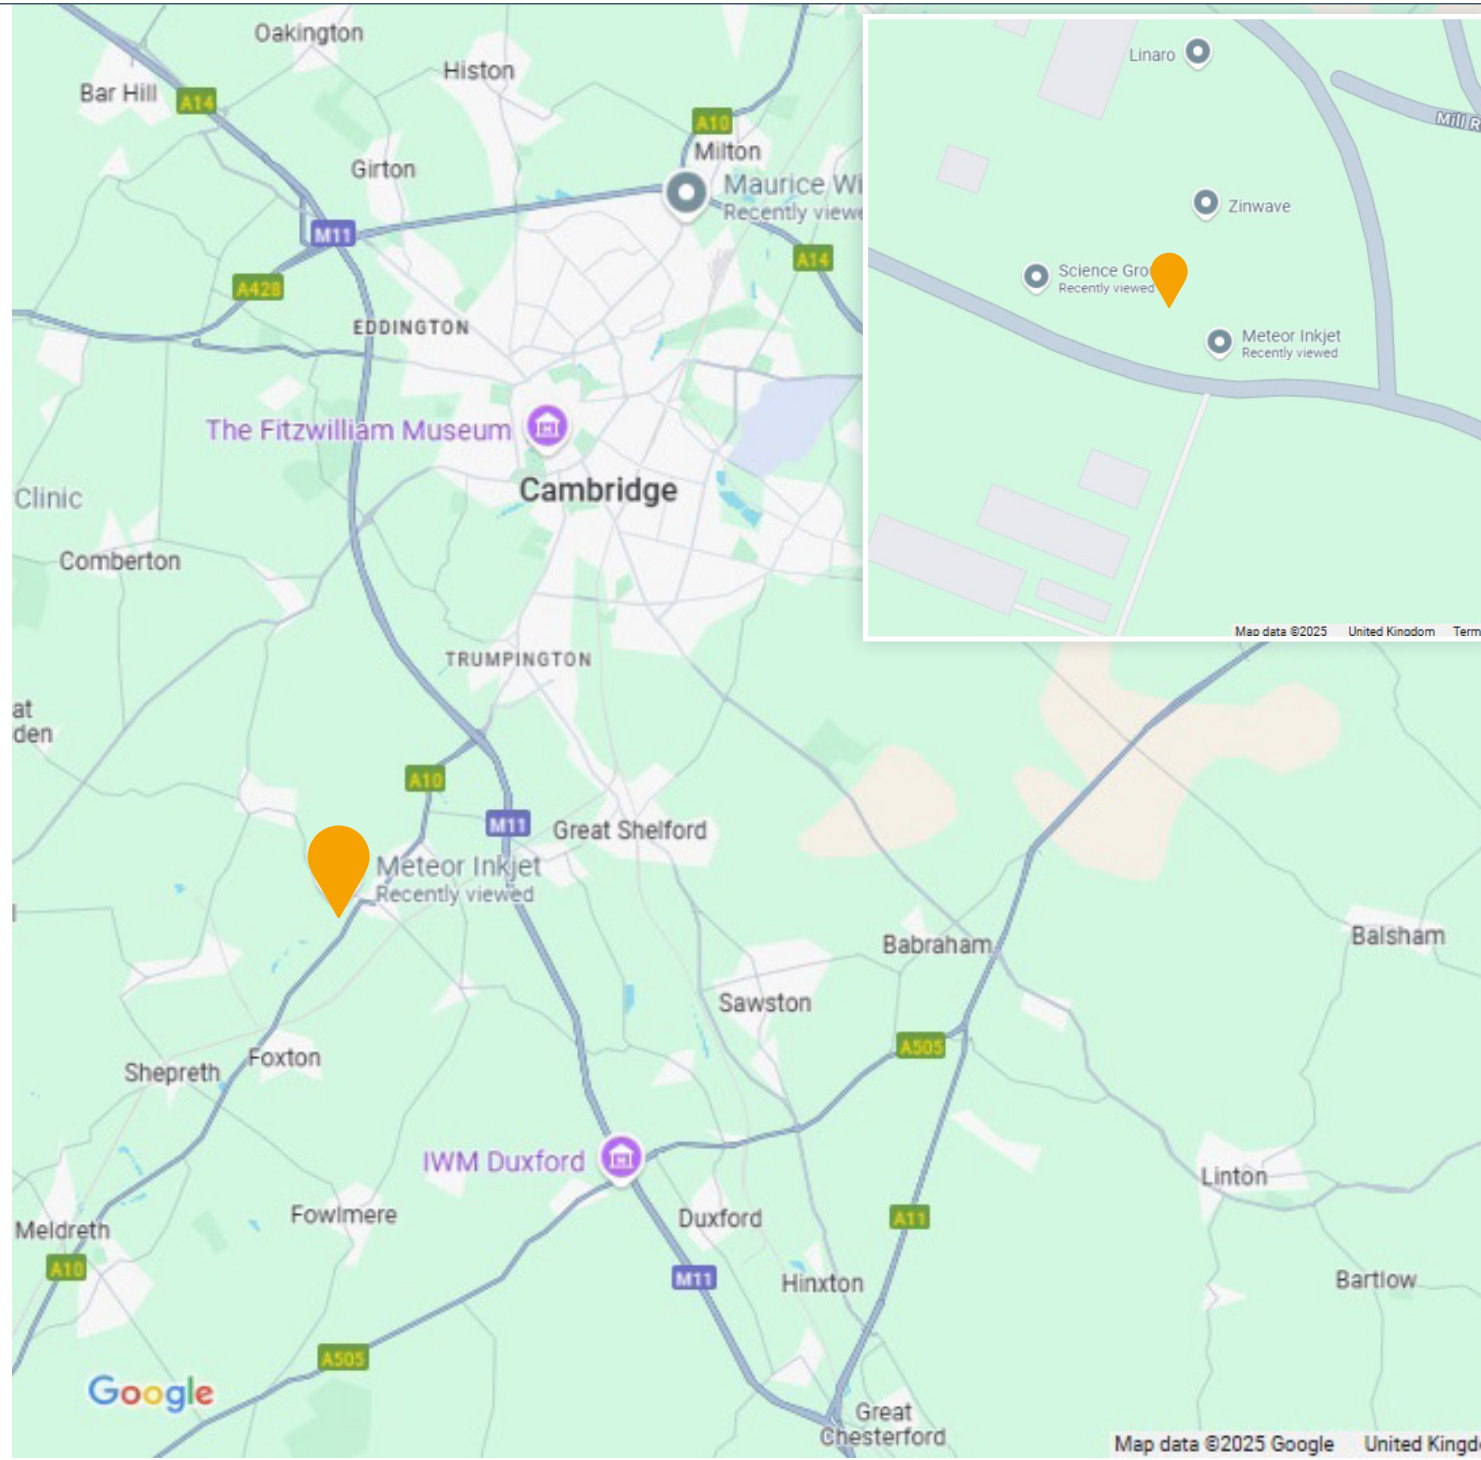 Oakington
Histon
Bar Hill
A14
A10
Milton
Girton
Maurice Wi
Recently viewe
M11
A14
A428
EDDINGTON
The Fitzwilliam Museum
Cambridge
Clinic
Comberton
TRUMPINGTON
at
den
A10
M11
Great Shelford
Meteor Inkjet
Recently viewed
Babraham
Balsham
Sawston
A505
Foxton
Shepreth
IWM Duxford
Linton
Fowlmere
Duxford
A11
Meldreth
A10
M11
Hinxton
Bartlow
A505
Google
Great
Chesterford
Map data ©2025 Google United Kingd
Linaro
Mill R
Zinwave
Science Gro
Recently viewed
Meteor Inkjet
Recently viewed
Map data ©2025 United Kingdom Term